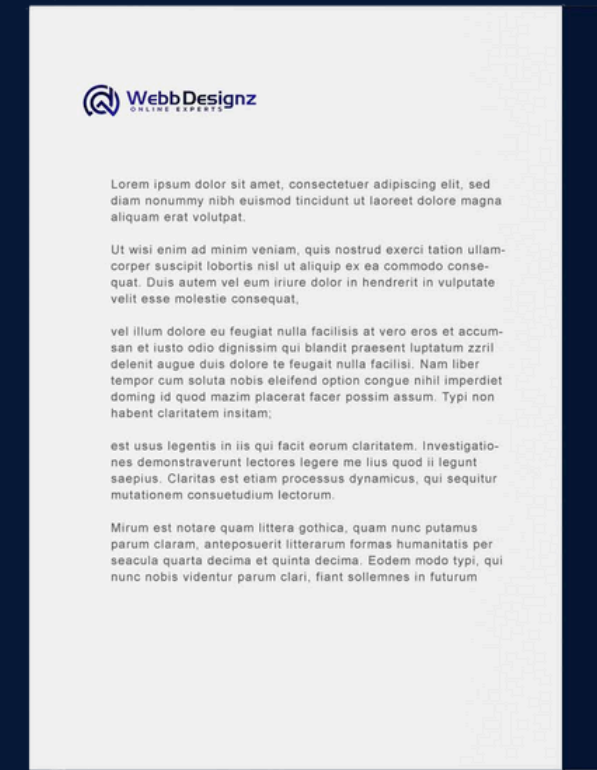 WebbDesignz
ONLINE EXPERTS
Lorem ipsum dolor sit amet, consectetuer adipiscing elit, sed
diam nonummy nibh euismod tincidunt ut laoreet dolore magna
aliquam erat volutpat.
Ut wisi enim ad minim veniam, quis nostrud exerci tation ullam-
corper suscipit lobortis nisl ut aliquip ex ea commodo conse-
quat. Duis autem vel eum iriure dolor in hendrerit in vulputate
velit esse molestie consequat,
vel illum dolore eu feugiat nulla facilisis at vero eros et accum-
san et iusto odio dignissim qui blandit praesent luptatum zzril
delenit augue duis dolore te feugait nulla facilisi. Nam liber
tempor cum soluta nobis eleifend option congue nihil imperdiet
doming id quod mazim placerat facer possim assum. Typi non
habent claritatem insitam;
est usus legentis in iis qui facit eorum claritatem. Investigatio-
nes demonstraverunt lectores legere me lius quod ii legunt
saepius. Claritas est etiam processus dynamicus, qui sequitur
mutationem consuetudium lectorum.
Mirum est notare quam littera gothica, quam nunc putamus
parum claram, anteposuerit litterarum formas humanitatis per
seacula quarta decima et quinta decima. Eodem modo typi, qui
nunc nobis videntur parum clari, fiant sollemnes in futurum